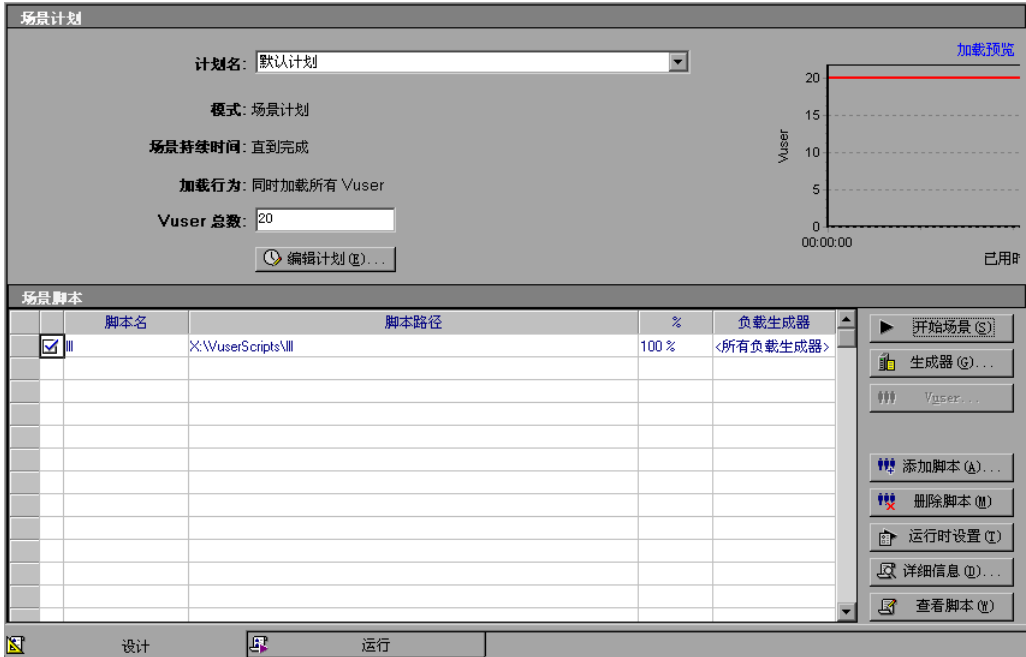 场景计划
计划名: 默认计划
模式: 场景计划
场景持续时间: 直到完成
加载行为: 同时加载所有 Vuser
Vuser 总数: 20
编辑计划(E)...
加载预览
Vuser
20
15
10
5
0
00:00:00
已用时
场景脚本
脚本名 脚本路径 % 负载生成器
lll X:\VuserScripts\lll 100 % <所有负载生成器>
开始场景(S)
生成器(G)...
Vuser...
添加脚本(A)...
删除脚本(M)
运行时设置(T)
详细信息(D)...
查看脚本(W)
设计 运行